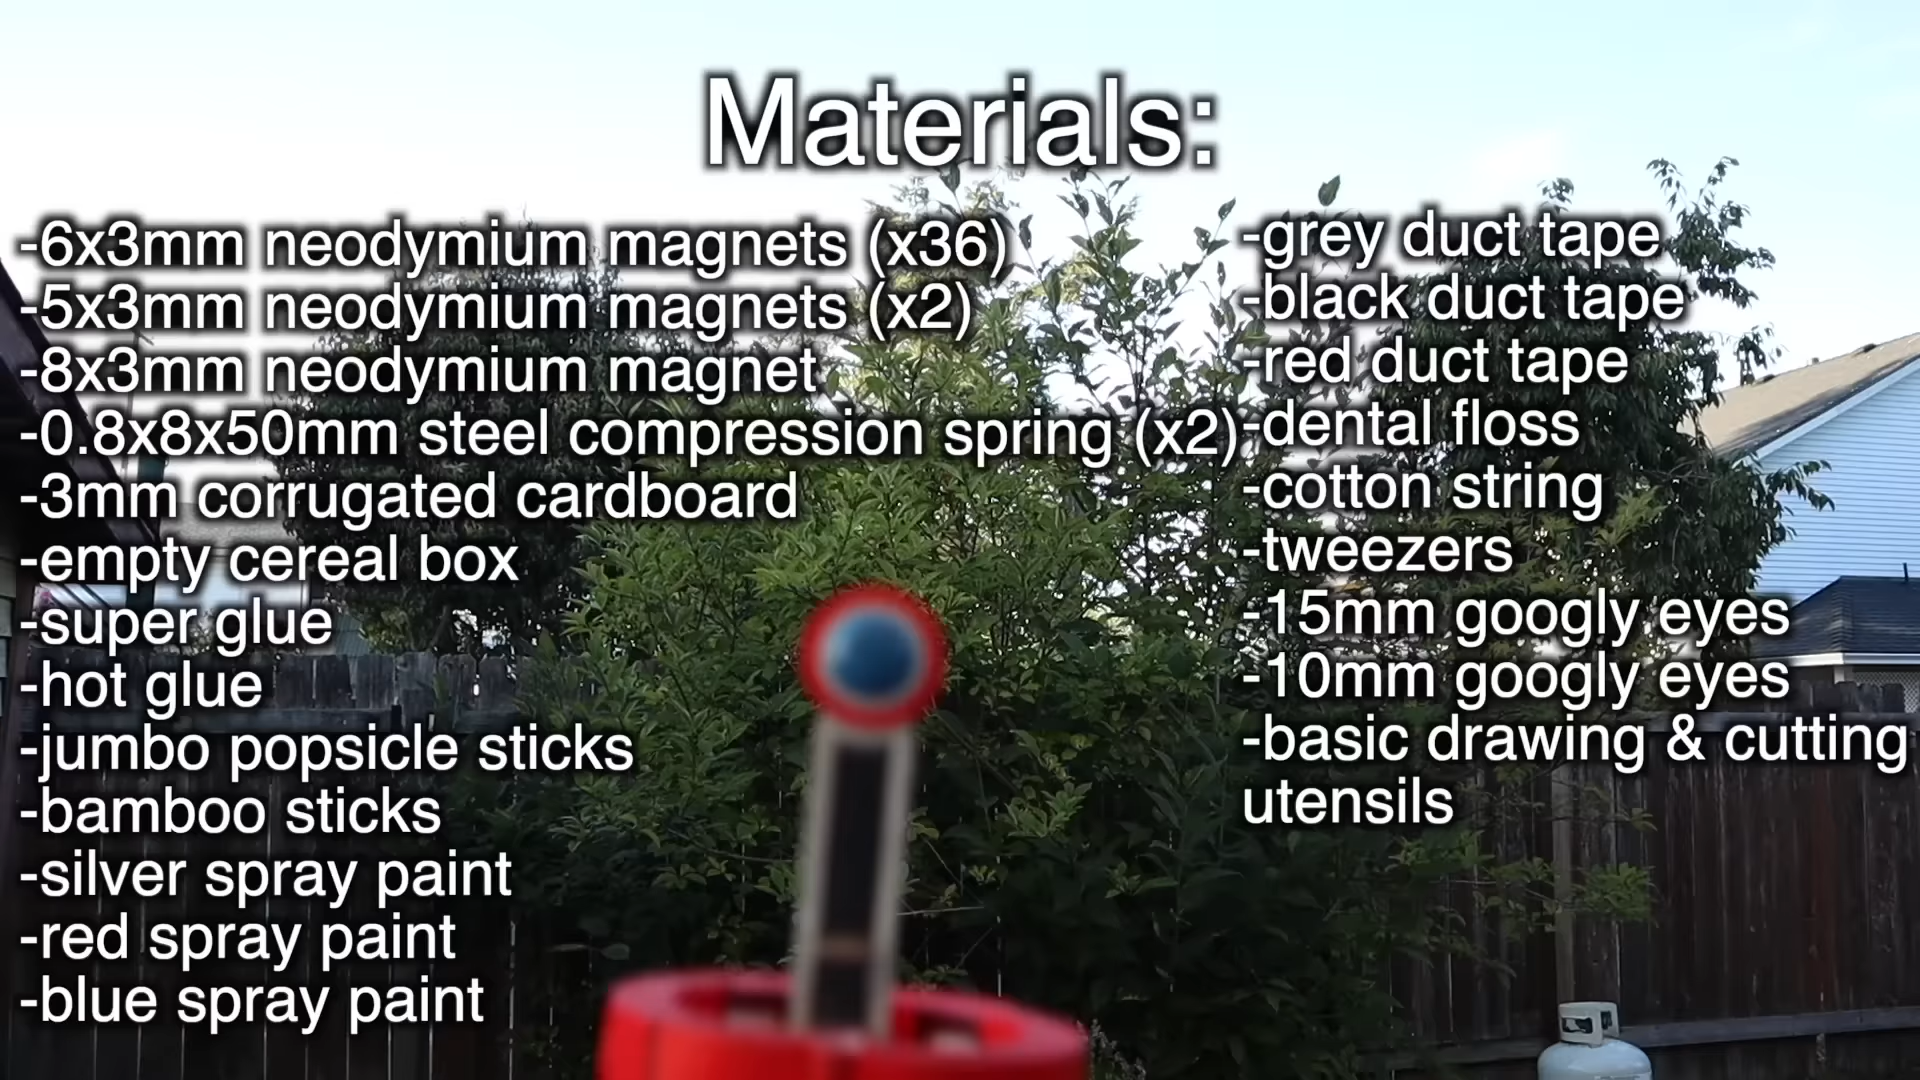 Materials:
-6x3mm neodymium magnets (x36)
-5x3mm neodymium magnets (x2)
-8x3mm neodymium magnet
-0.8x8x50mm steel compression spring (x2)
-3mm corrugated cardboard
-empty cereal box
-super glue
-hot glue
-jumbo popsicle sticks
-bamboo sticks
-silver spray paint
-red spray paint
-blue spray paint
-grey duct tape
-black duct tape
-red duct tape
-dental floss
-cotton string
-tweezers
-15mm googly eyes
-10mm googly eyes
-basic drawing & cutting
utensils